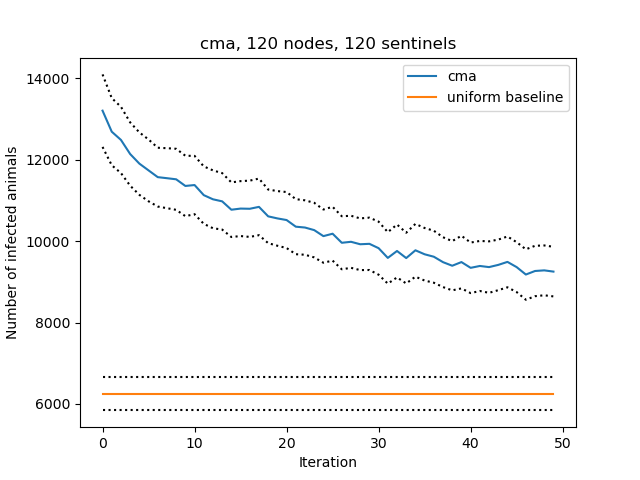 cma, 120 nodes, 120 sentinels
14000
12000
10000
8000
6000
Number of infected animals
cma
uniform baseline
0
10
20
30
40
50
Iteration